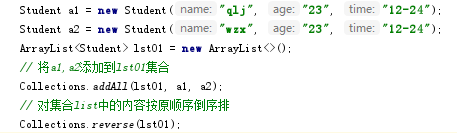 Student a1 = new Student( name: "qlj", age: "23", time: "12-24");
Student a2 = new Student( name: "wzx", age: "23", time: "12-24");
ArrayList<Student> lst01 = new ArrayList<>();
// 将a1,a2添加到lst01集合
Collections.addAll(lst01, a1, a2);
// 对集合list中的内容按原顺序倒序排
Collections.reverse(lst01);